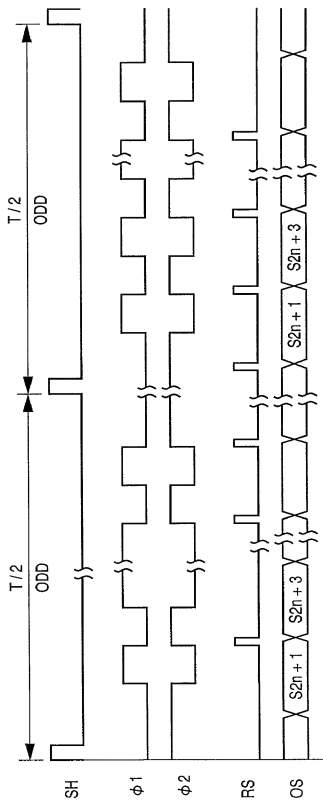 T/2
ODD
T/2
ODD
SH
φ1
φ2
RS
OS
S2n+1
S2n+3
S2n+1
S2n+3